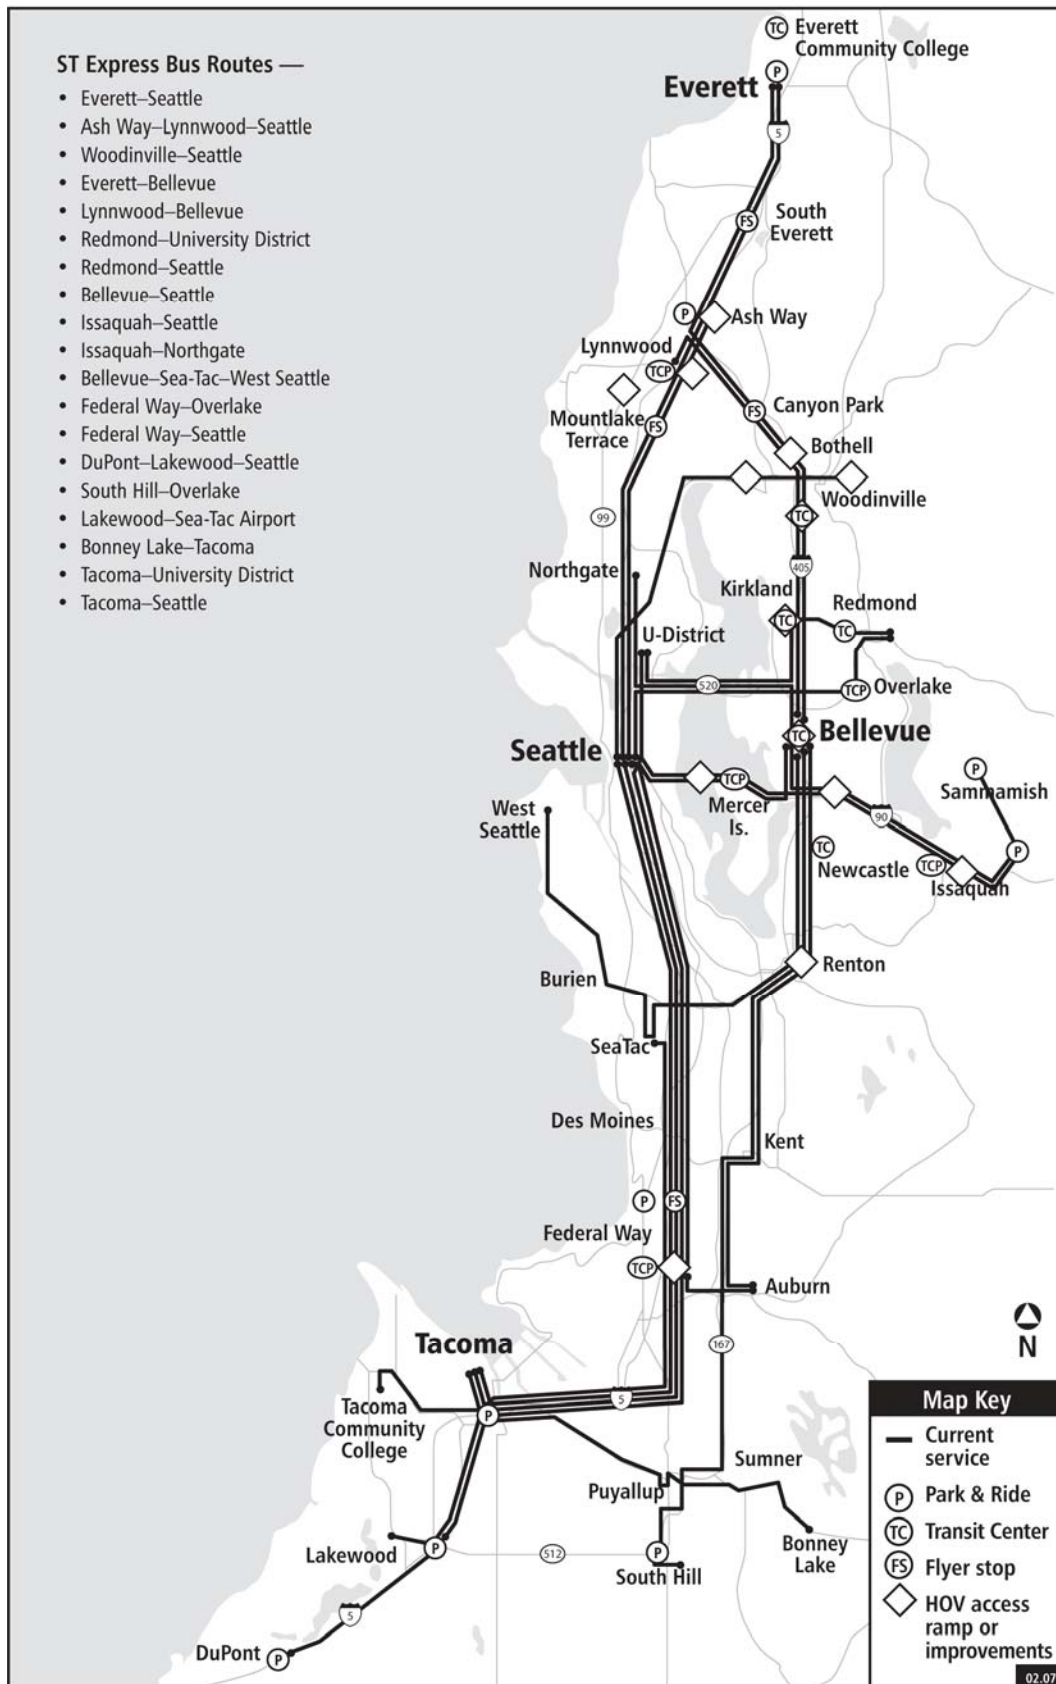 ST Express Bus Routes —
• Everett–Seattle
• Ash Way–Lynnwood–Seattle
• Woodinville–Seattle
• Everett–Bellevue
• Lynnwood–Bellevue
• Redmond–University District
• Redmond–Seattle
• Bellevue–Seattle
• Issaquah–Seattle
• Issaquah–Northgate
• Bellevue–Sea-Tac–West Seattle
• Federal Way–Overlake
• Federal Way–Seattle
• DuPont–Lakewood–Seattle
• South Hill–Overlake
• Lakewood–Sea-Tac Airport
• Bonney Lake–Tacoma
• Tacoma–University District
• Tacoma–Seattle
TC Everett
Community College
P
Everett
5
FS
South
Everett
P
Ash Way
Lynnwood
TCP
Mountlake
Terrace
FS
FS
Canyon Park
Bothell
Woodinville
TC
99
405
Northgate
Kirkland
TC
Redmond
TC
U-District
520
TCP
Overlake
Seattle
TC
Bellevue
TCP
Mercer
Is.
P
Sammamish
90
West
Seattle
TC
Newcastle
TCP
P
Issaquah
Renton
Burien
SeaTac
Des Moines
Kent
P
FS
Federal Way
TCP
Auburn
N
Tacoma
167
5
P
Tacoma
Community
College
Sumner
Puyallup
Bonney
Lake
Lakewood
P
512
P
South Hill
5
DuPont
P
Map Key
Current
service
P Park & Ride
TC Transit Center
FS Flyer stop
HOV access
ramp or
improvements
02.07